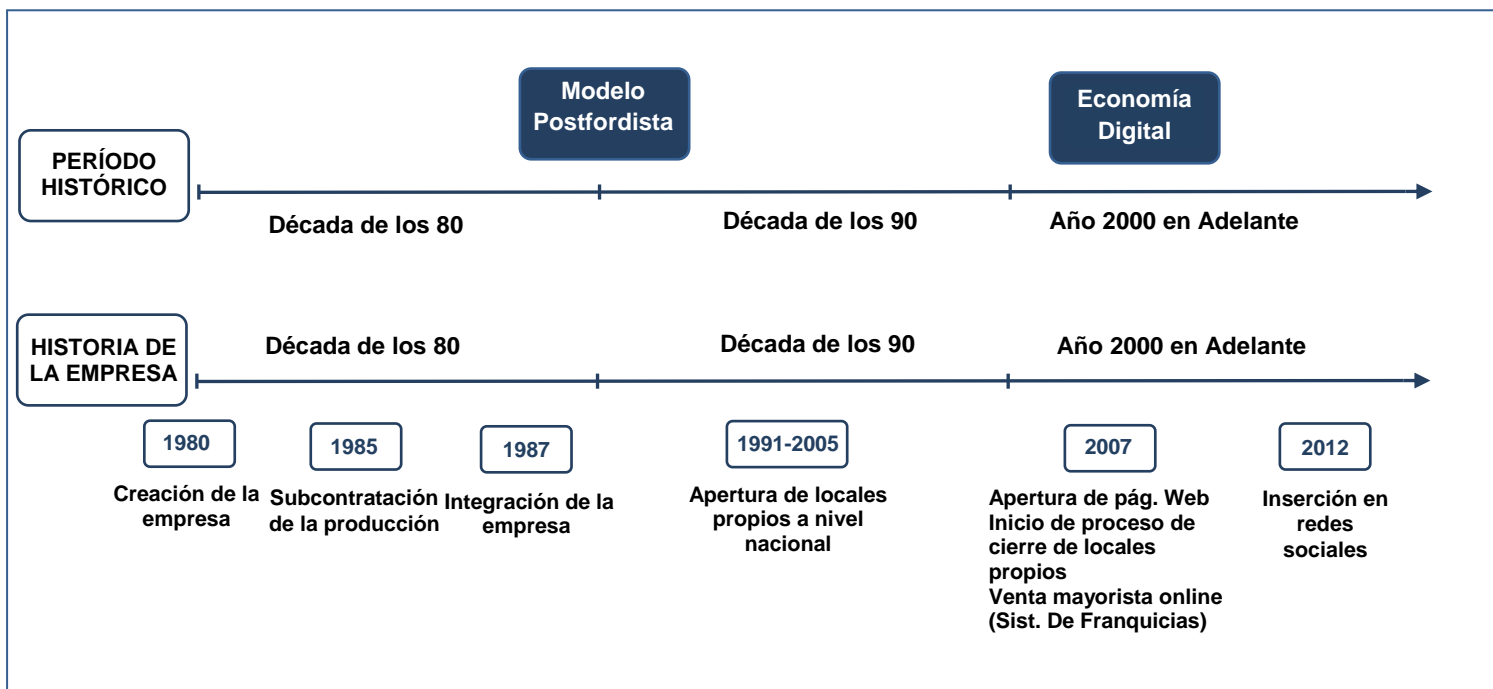 Modelo
Postfordista
Economía
Digital
PERÍODO
HISTÓRICO
Década de los 80
Década de los 90
Año 2000 en Adelante
HISTORIA DE
LA EMPRESA
Década de los 80
Década de los 90
Año 2000 en Adelante
1980
Creación de la
empresa
1985
Subcontratación
de la producción
1987
Integración de la
empresa
1991-2005
Apertura de locales
propios a nivel
nacional
2007
Apertura de pág. Web
Inicio de proceso de
cierre de locales
propios
Venta mayorista online
(Sist. De Franquicias)
2012
Inserción en
redes
sociales